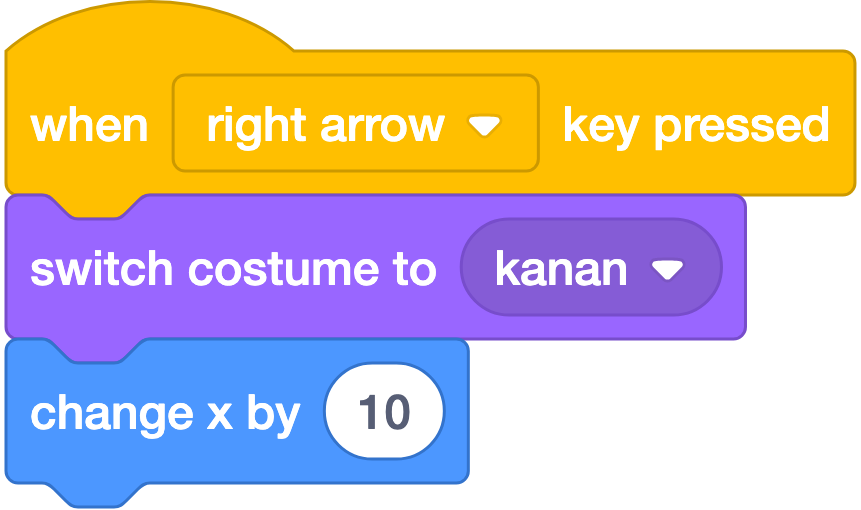 when right arrow key pressed
switch costume to kanan
change x by 10